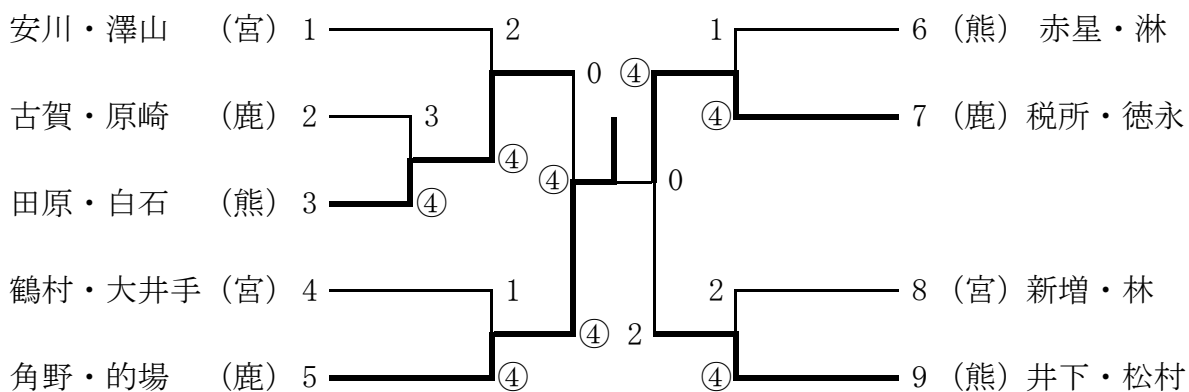 安川・澤山 (宮) 1 2 1 6 (熊) 赤星・淋
0 ④
古賀・原崎 (鹿) 2 3 ④ 7 (鹿) 税所・徳永
④
④ 0
田原・白石 (熊) 3 ④
鶴村・大井手 (宮) 4 1 2 8 (宮) 新増・林
④ 2
角野・的場 (鹿) 5 ④ ④ 9 (熊) 井下・松村